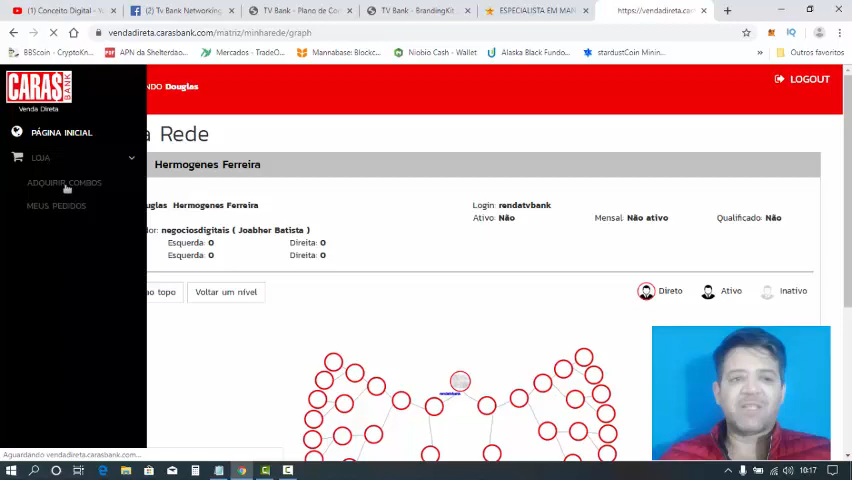 (1) Conceito Digital - W
(2) Tv Bank Networking
TV Bank - Plano de Co
TV Bank - BrandingKit
ESPECIALISTA EM MAR
https://vendadireta.cara
vendadireta.carasbank.com/matriz/minharede/graph
BBScoin - CryptoKn...
APN da Shelterdao...
Mercados - TradeO...
Mannabase: Blockc...
Niobio Cash - Wallet
Alaska Black Fundo...
stardustCoin Minin...
Outros favoritos
CARAS BANK
Venda Direta
NDO Douglas
LOGOUT
PÁGINA INICIAL
LOJA
ADQUIRIR COMBOS
MEUS PEDIDOS
a Rede
Hermogenes Ferreira
ouglas Hermogenes Ferreira
Login: rendatvbank
Ativo: Não
Mensal: Não ativo
Qualificado: Não
dor: negociosdigitais ( Joabher Batista )
Esquerda: 0
Direita: 0
Esquerda: 0
Direita: 0
ao topo
Voltar um nível
Direto
Ativo
Inativo
rendatvbank
Aguardando vendadireta.carasbank.com...
10:17